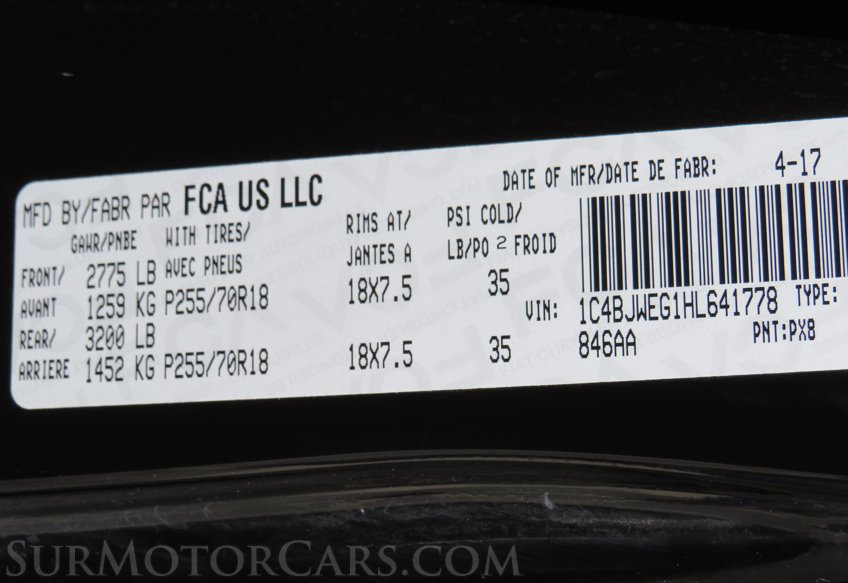 MFD BY/FABR PAR FCA US LLC
DATE OF MFR/DATE DE FABR: 4-17
GAWR/PNBE WITH TIRES/ RIMS AT/ PSI COLD/
AVEC PNEUS JANTES A LB/PO 2 FROID
FRONT/ 2775 LB
AVANT 1259 KG P255/70R18 18X7.5 35
REAR/ 3200 LB
ARRIERE 1452 KG P255/70R18 18X7.5 35
VIN: 1C4BJWEG1HL641778 TYPE:
846AA PNT:PX8
SURMOTORCARS.COM